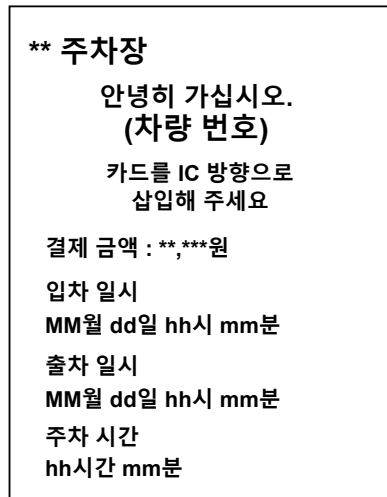 ** 주차장
안녕히 가십시오.
(차량 번호)
카드를 IC 방향으로
삽입해 주세요
결제 금액 : **,***원
입차 일시
MM월 dd일 hh시 mm분
출차 일시
MM월 dd일 hh시 mm분
주차 시간
hh시간 mm분